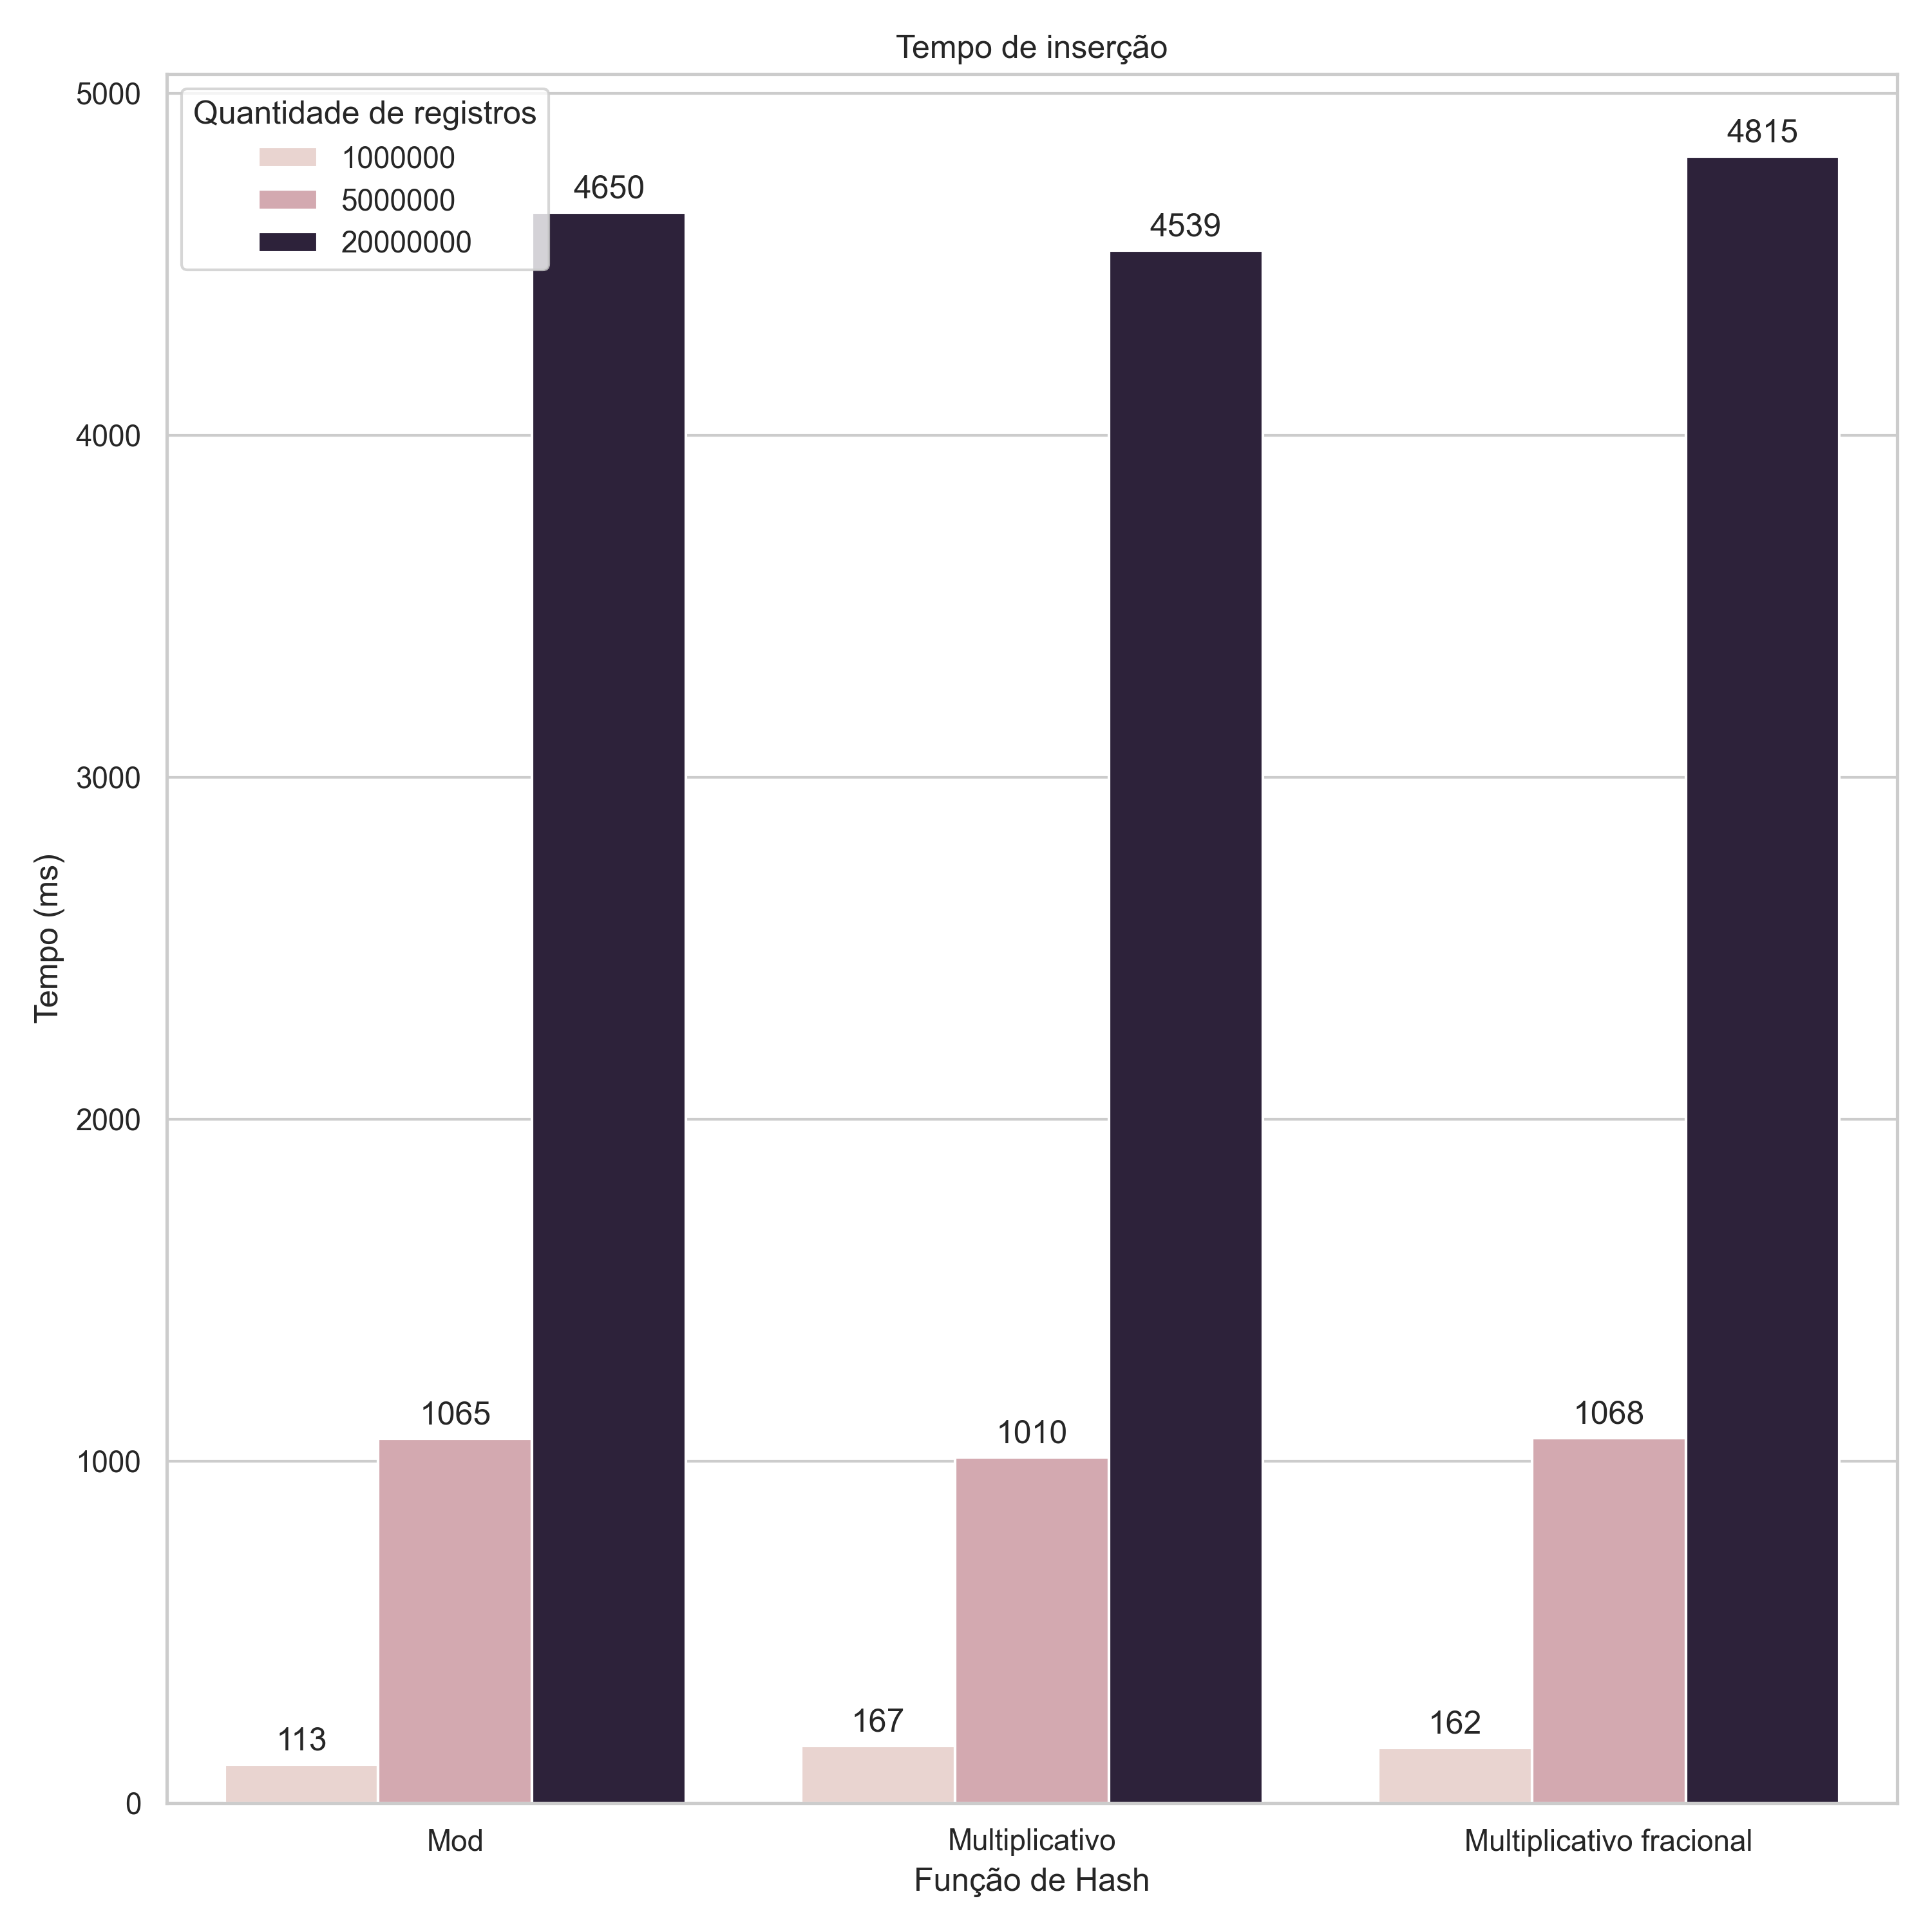 Tempo de inserção
Quantidade de registros
1000000
5000000
20000000
5000
4000
3000
2000
1000
0
Tempo (ms)
113
1065
4650
167
1010
4539
162
1068
4815
Mod
Multiplicativo
Multiplicativo fracional
Função de Hash